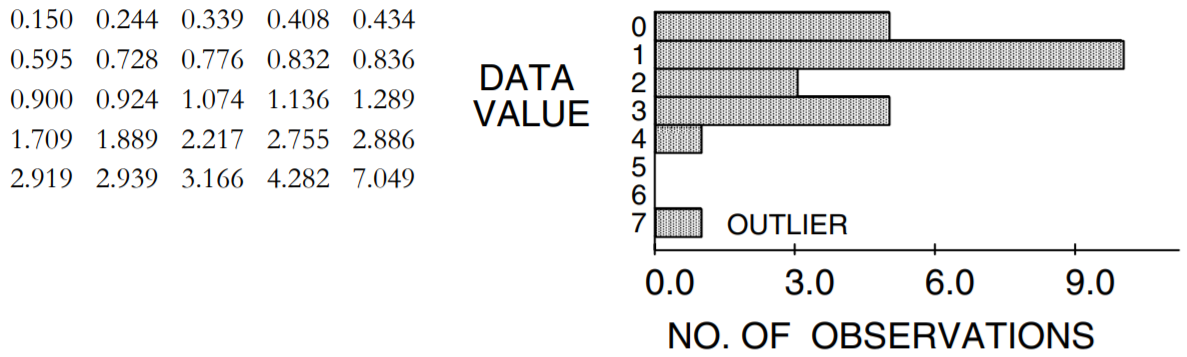 0.150 0.244 0.339 0.408 0.434
0.595 0.728 0.776 0.832 0.836
0.900 0.924 1.074 1.136 1.289
1.709 1.889 2.217 2.755 2.886
2.919 2.939 3.166 4.282 7.049
DATA
VALUE
0
1
2
3
4
5
6
7
OUTLIER
0.0 3.0 6.0 9.0
NO. OF OBSERVATIONS